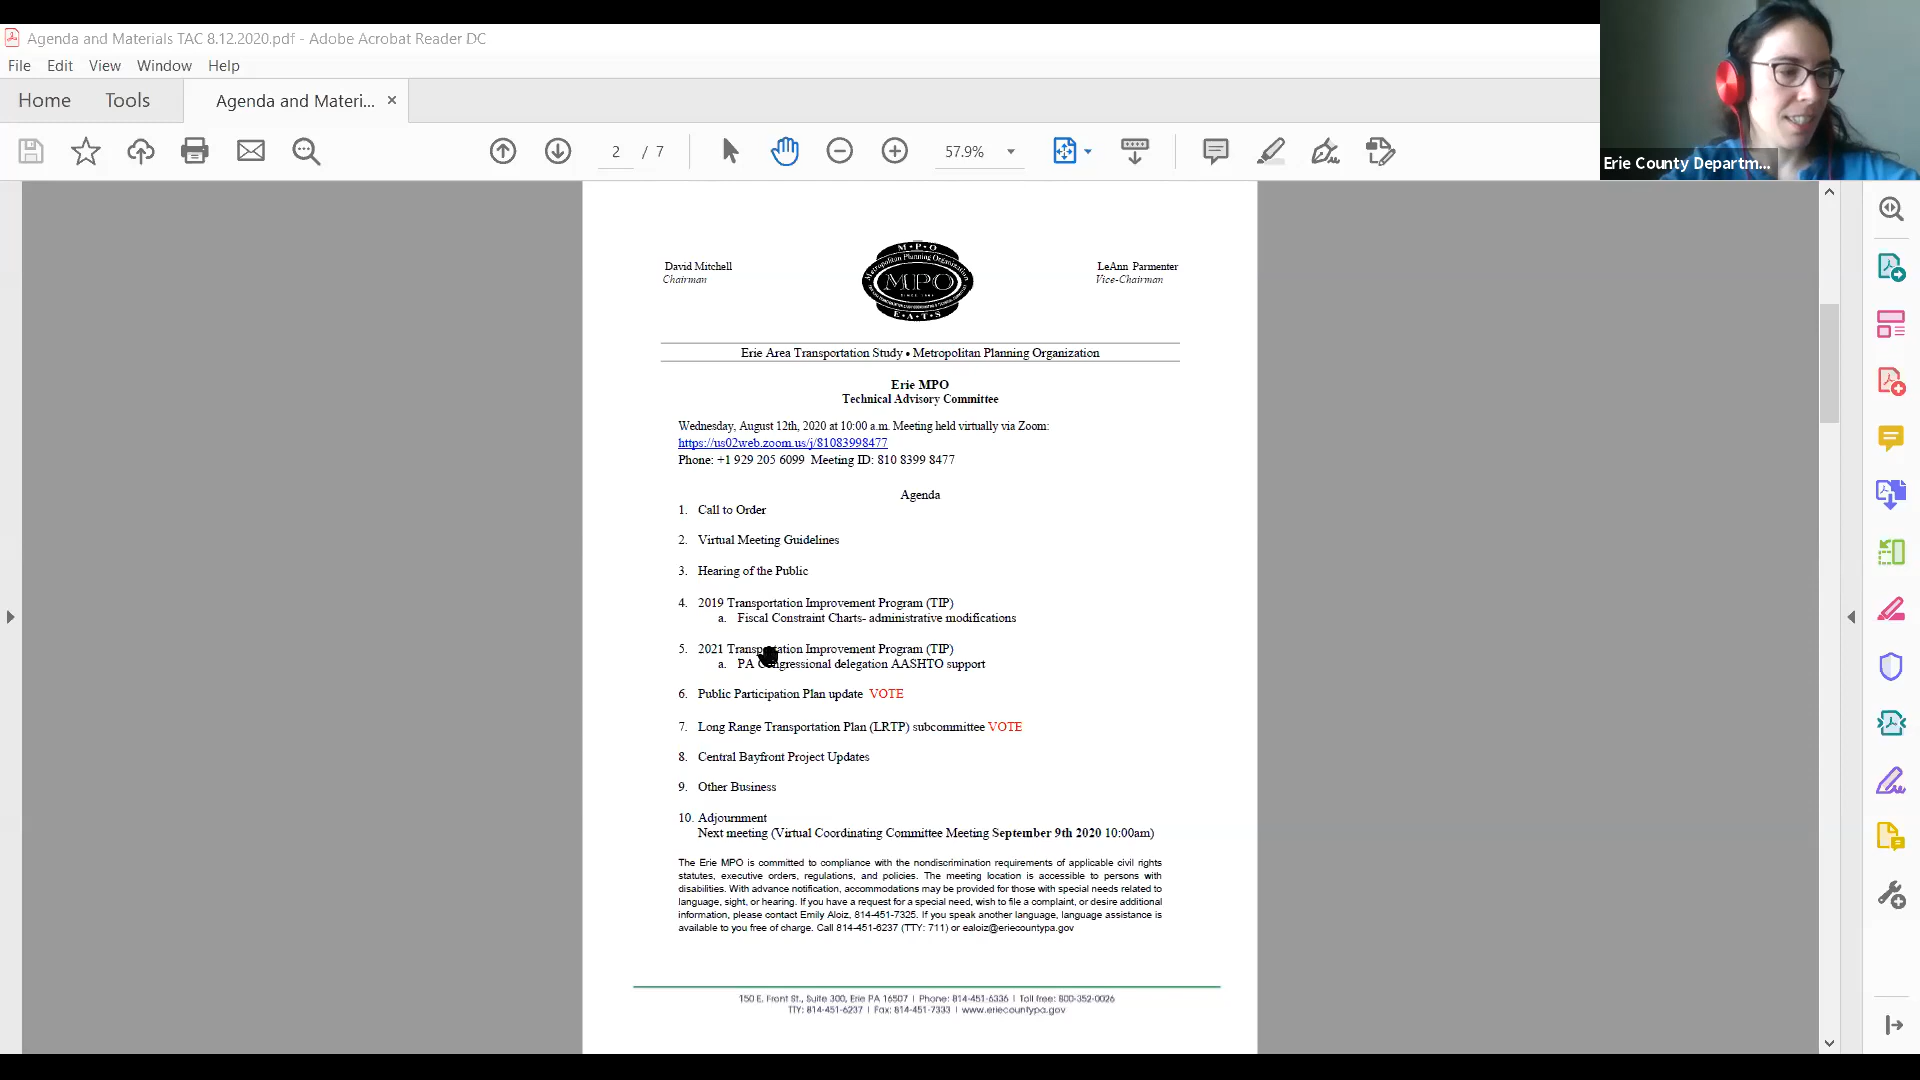 Agenda and Materials TAC 8.12.2020.pdf - Adobe Acrobat Reader DC
File Edit View Window Help
Home Tools Agenda and Materi... ×
2 / 7 57.9%
Erie County Departm...
M·P·O
Metropolitan Planning Organization
MPO
E·A·T·S
David Mitchell
Chairman
LeAnn Parmenter
Vice-Chairman
Erie Area Transportation Study • Metropolitan Planning Organization
Erie MPO
Technical Advisory Committee
Wednesday, August 12th, 2020 at 10:00 a.m. Meeting held virtually via Zoom:
https://us02web.zoom.us/j/81083998477
Phone: +1 929 205 6099 Meeting ID: 810 8399 8477
Agenda
1. Call to Order
2. Virtual Meeting Guidelines
3. Hearing of the Public
4. 2019 Transportation Improvement Program (TIP)
a. Fiscal Constraint Charts- administrative modifications
5. 2021 Transportation Improvement Program (TIP)
a. PA Congressional delegation AASHTO support
6. Public Participation Plan update VOTE
7. Long Range Transportation Plan (LRTP) subcommittee VOTE
8. Central Bayfront Project Updates
9. Other Business
10. Adjournment
Next meeting (Virtual Coordinating Committee Meeting September 9th 2020 10:00am)
The Erie MPO is committed to compliance with the nondiscrimination requirements of applicable civil rights
statutes, executive orders, regulations, and policies. The meeting location is accessible to persons with
disabilities. With advance notification, accommodations may be provided for those with special needs related to
language, sight, or hearing. If you have a request for a special need, wish to file a complaint, or desire additional
information, please contact Emily Aloiz, 814-451-7325. If you speak another language, language assistance is
available to you free of charge. Call 814-451-6237 (TTY: 711) or ealoiz@eriecountypa.gov
150 E. Front St., Suite 300, Erie PA 16507 | Phone: 814-451-6336 | Toll free: 800-352-0026
TTY: 814-451-6237 | Fax: 814-451-7333 | www.eriecountypa.gov